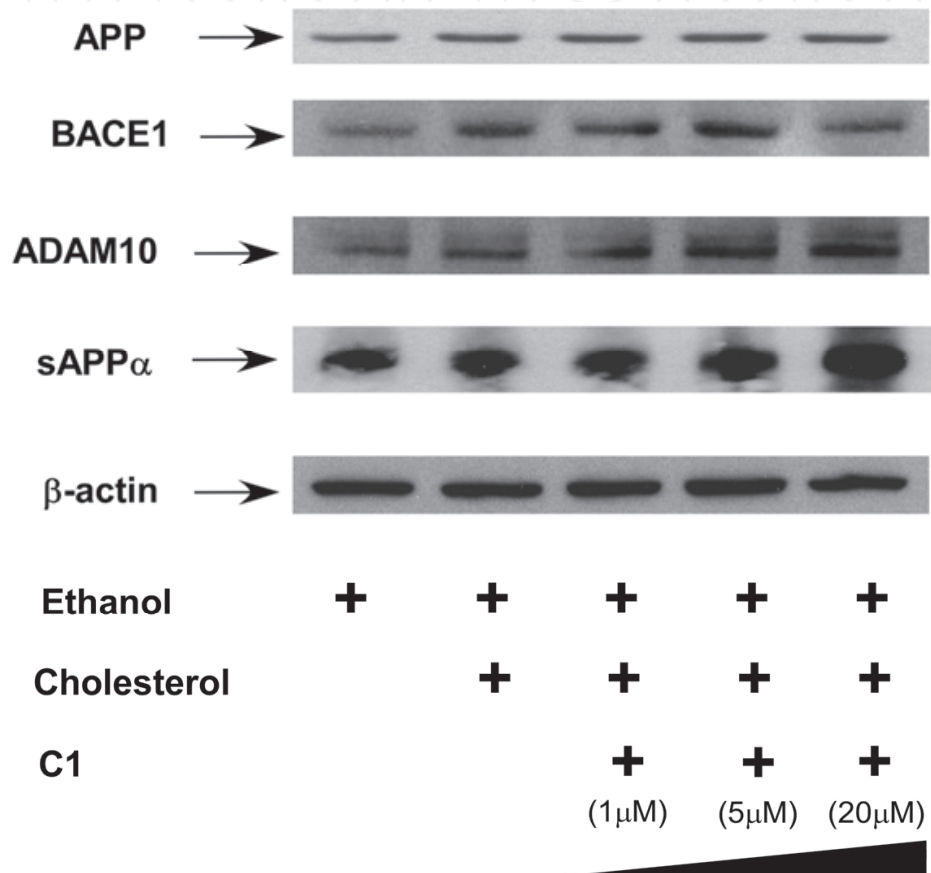 APP
BACE1
ADAM10
sAPPα
β-actin
Ethanol + + + + +
Cholesterol + + + +
C1 + + +
(1μM) (5μM) (20μM)